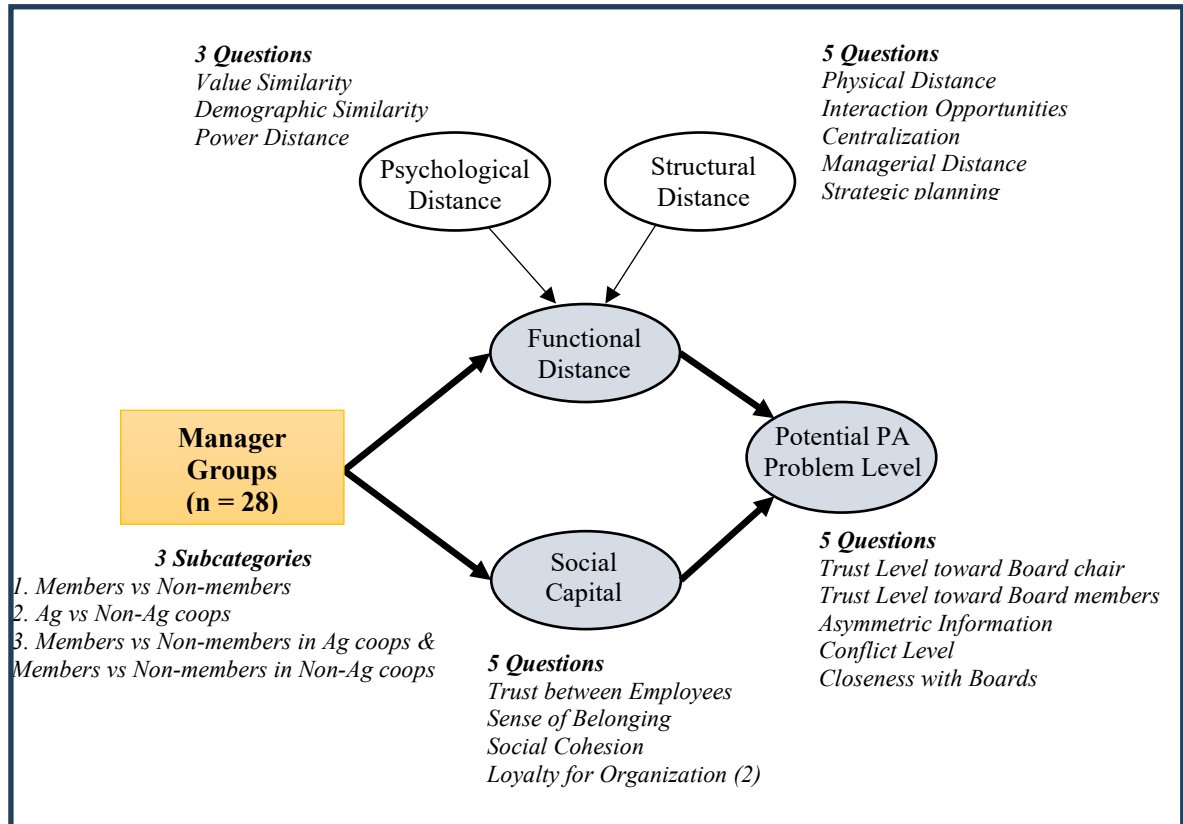 3 Questions
Value Similarity
Demographic Similarity
Power Distance
5 Questions
Physical Distance
Interaction Opportunities
Centralization
Managerial Distance
Strategic planning
Psychological
Distance
Structural
Distance
Functional
Distance
Manager
Groups
(n = 28)
Potential PA
Problem Level
3 Subcategories
1. Members vs Non-members
2. Ag vs Non-Ag coops
3. Members vs Non-members in Ag coops &
Members vs Non-members in Non-Ag coops
Social
Capital
5 Questions
Trust between Employees
Sense of Belonging
Social Cohesion
Loyalty for Organization (2)
5 Questions
Trust Level toward Board chair
Trust Level toward Board members
Asymmetric Information
Conflict Level
Closeness with Boards